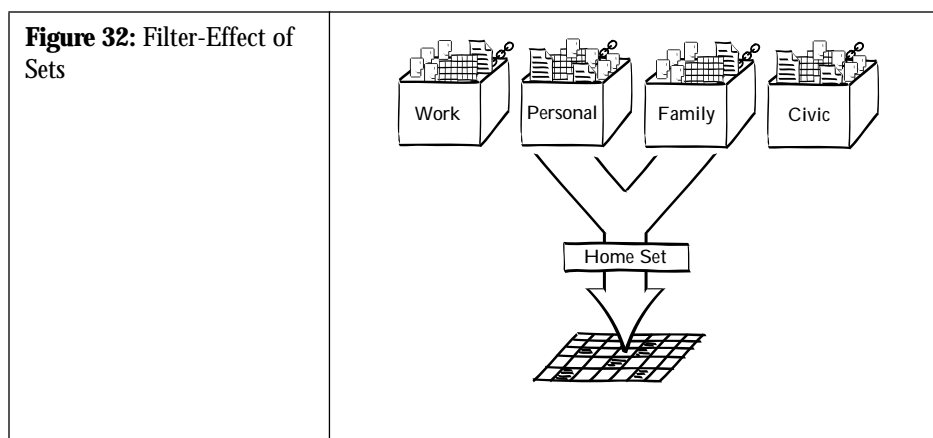 Figure 32: Filter-Effect of
Sets
Work
Personal
Family
Civic
Home Set